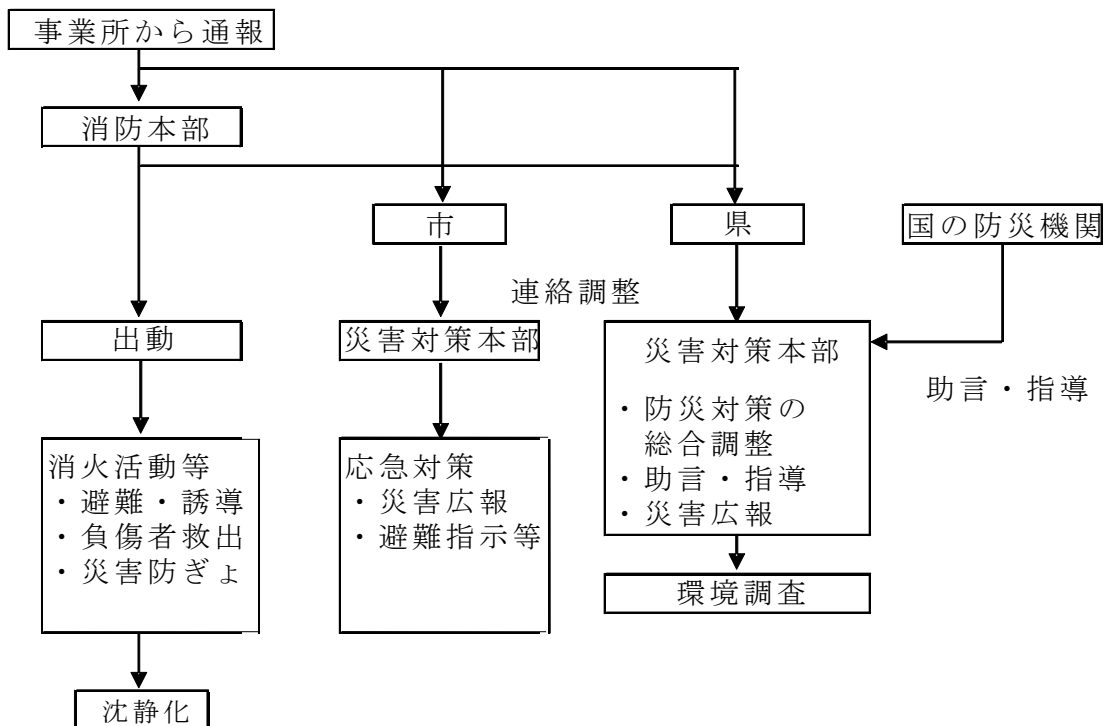 事業所から通報
消防本部
市
県
国の防災機関
連絡調整
出動
災害対策本部
災害対策本部
助言・指導
・防災対策の
総合調整
・助言・指導
・災害広報
消火活動等
・避難・誘導
・負傷者救出
・災害防ぎょ
応急対策
・災害広報
・避難指示等
環境調査
沈静化